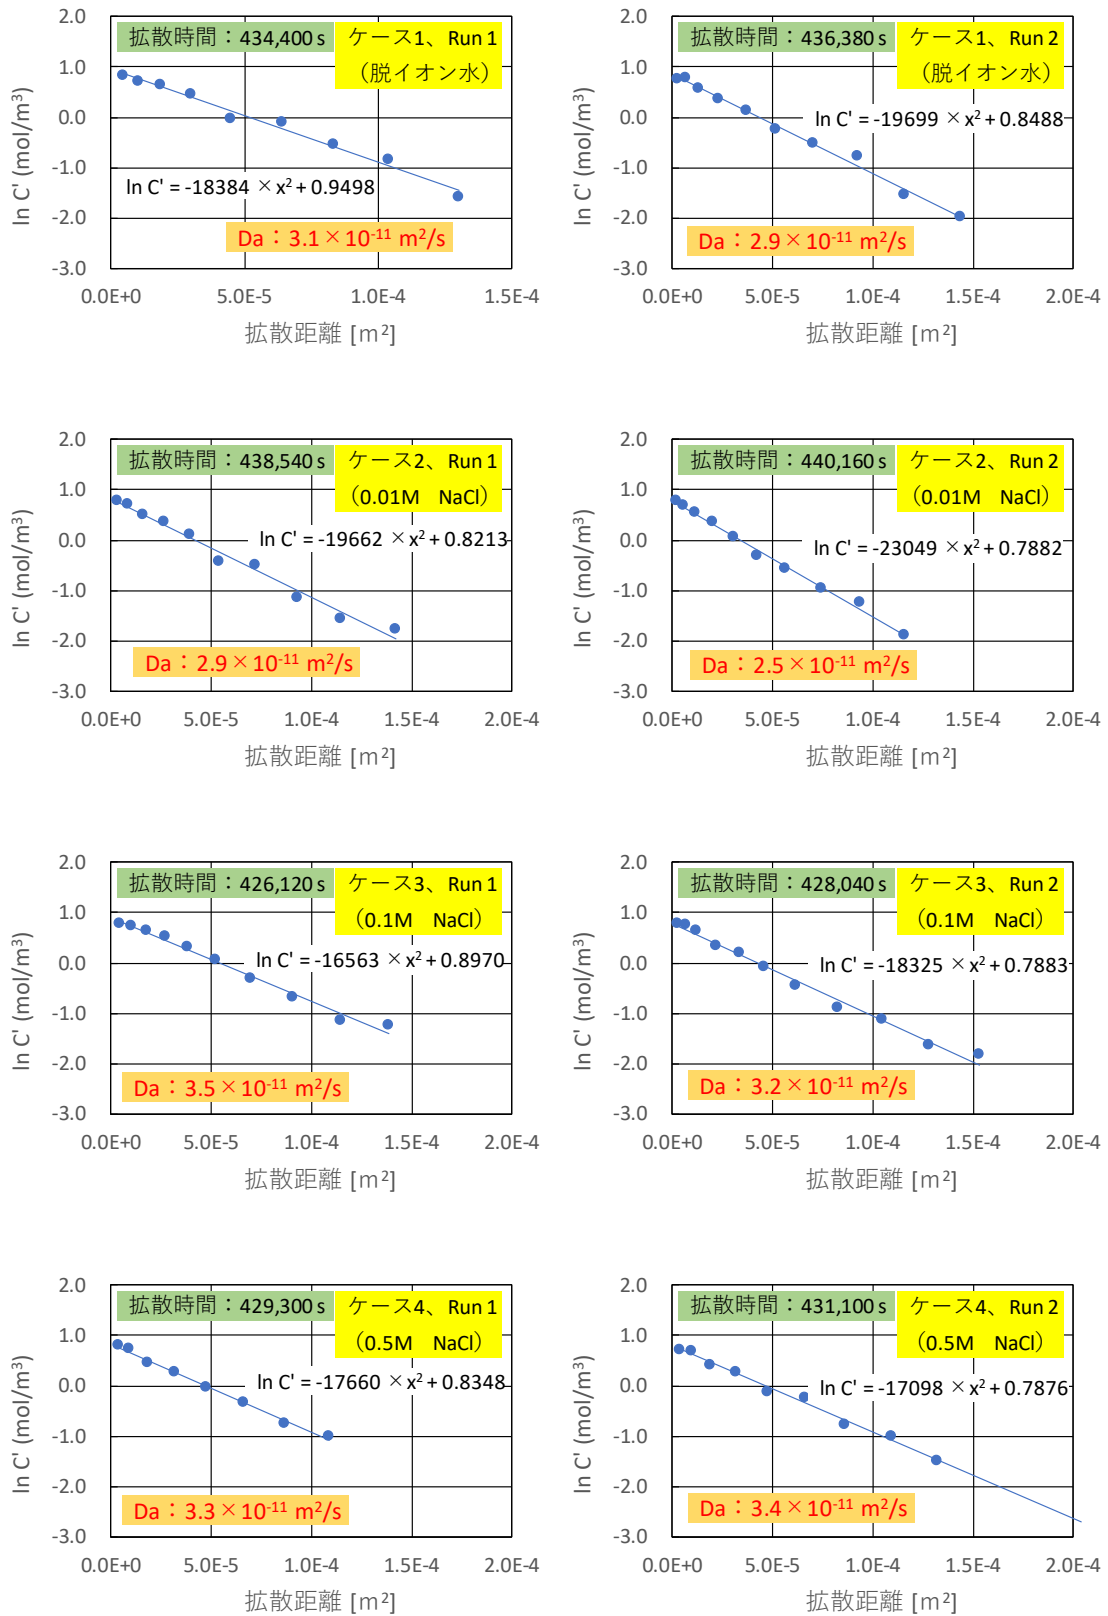 2.0
1.0
0.0
-1.0
-2.0
-3.0
ln C' (mol/m³)
拡散時間：434,400 s
ケース1、Run 1
（脱イオン水）
ln C' = -18384 ×x² + 0.9498
Da：3.1×10⁻¹¹ m²/s
0.0E+0 5.0E-5 1.0E-4 1.5E-4
拡散距離 [m²]
2.0
1.0
0.0
-1.0
-2.0
-3.0
ln C' (mol/m³)
拡散時間：436,380 s
ケース1、Run 2
（脱イオン水）
ln C' = -19699 ×x² + 0.8488
Da：2.9×10⁻¹¹ m²/s
0.0E+0 5.0E-5 1.0E-4 1.5E-4 2.0E-4
拡散距離 [m²]
2.0
1.0
0.0
-1.0
-2.0
-3.0
ln C' (mol/m³)
拡散時間：438,540 s
ケース2、Run 1
（0.01M NaCl）
ln C' = -19662 ×x² + 0.8213
Da：2.9×10⁻¹¹ m²/s
0.0E+0 5.0E-5 1.0E-4 1.5E-4 2.0E-4
拡散距離 [m²]
2.0
1.0
0.0
-1.0
-2.0
-3.0
ln C' (mol/m³)
拡散時間：440,160 s
ケース2、Run 2
（0.01M NaCl）
ln C' = -23049 ×x² + 0.7882
Da：2.5×10⁻¹¹ m²/s
0.0E+0 5.0E-5 1.0E-4 1.5E-4 2.0E-4
拡散距離 [m²]
2.0
1.0
0.0
-1.0
-2.0
-3.0
ln C' (mol/m³)
拡散時間：426,120 s
ケース3、Run 1
（0.1M NaCl）
ln C' = -16563 ×x² + 0.8970
Da：3.5×10⁻¹¹ m²/s
0.0E+0 5.0E-5 1.0E-4 1.5E-4 2.0E-4
拡散距離 [m²]
2.0
1.0
0.0
-1.0
-2.0
-3.0
ln C' (mol/m³)
拡散時間：428,040 s
ケース3、Run 2
（0.1M NaCl）
ln C' = -18325 ×x² + 0.7883
Da：3.2×10⁻¹¹ m²/s
0.0E+0 5.0E-5 1.0E-4 1.5E-4 2.0E-4
拡散距離 [m²]
2.0
1.0
0.0
-1.0
-2.0
-3.0
ln C' (mol/m³)
拡散時間：429,300 s
ケース4、Run 1
（0.5M NaCl）
ln C' = -17660 ×x² + 0.8348
Da：3.3×10⁻¹¹ m²/s
0.0E+0 5.0E-5 1.0E-4 1.5E-4 2.0E-4
拡散距離 [m²]
2.0
1.0
0.0
-1.0
-2.0
-3.0
ln C' (mol/m³)
拡散時間：431,100 s
ケース4、Run 2
（0.5M NaCl）
ln C' = -17098 ×x² + 0.7876
Da：3.4×10⁻¹¹ m²/s
0.0E+0 5.0E-5 1.0E-4 1.5E-4 2.0E-4
拡散距離 [m²]